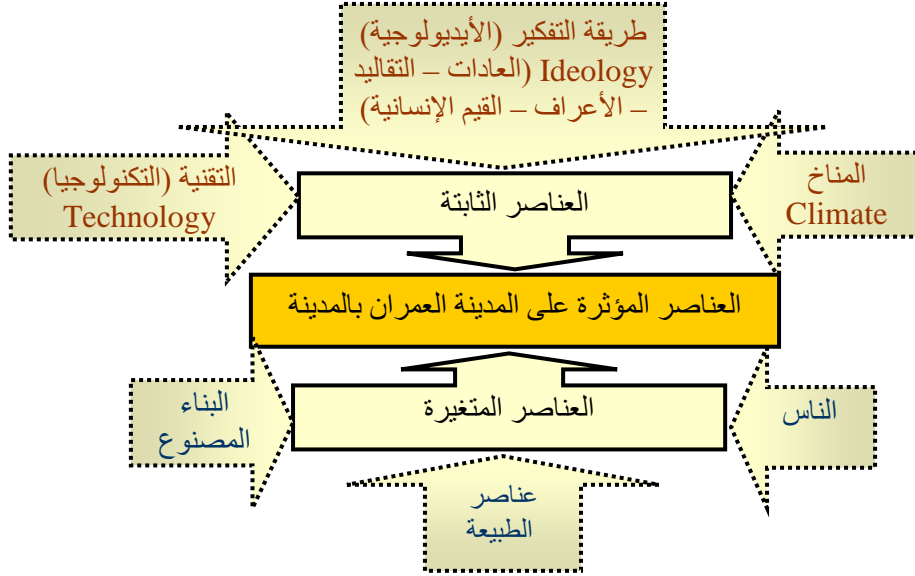 طريقة التفكير (الأيديولوجية)
Ideology (العادات – التقاليد
– الأعراف – القيم الإنسانية)
التقنية (التكنولوجيا)
Technology
المناخ
Climate
العناصر الثابتة
العناصر المؤثرة على المدينة العمران بالمدينة
البناء
المصنوع
العناصر المتغيرة
الناس
عناصر
الطبيعة